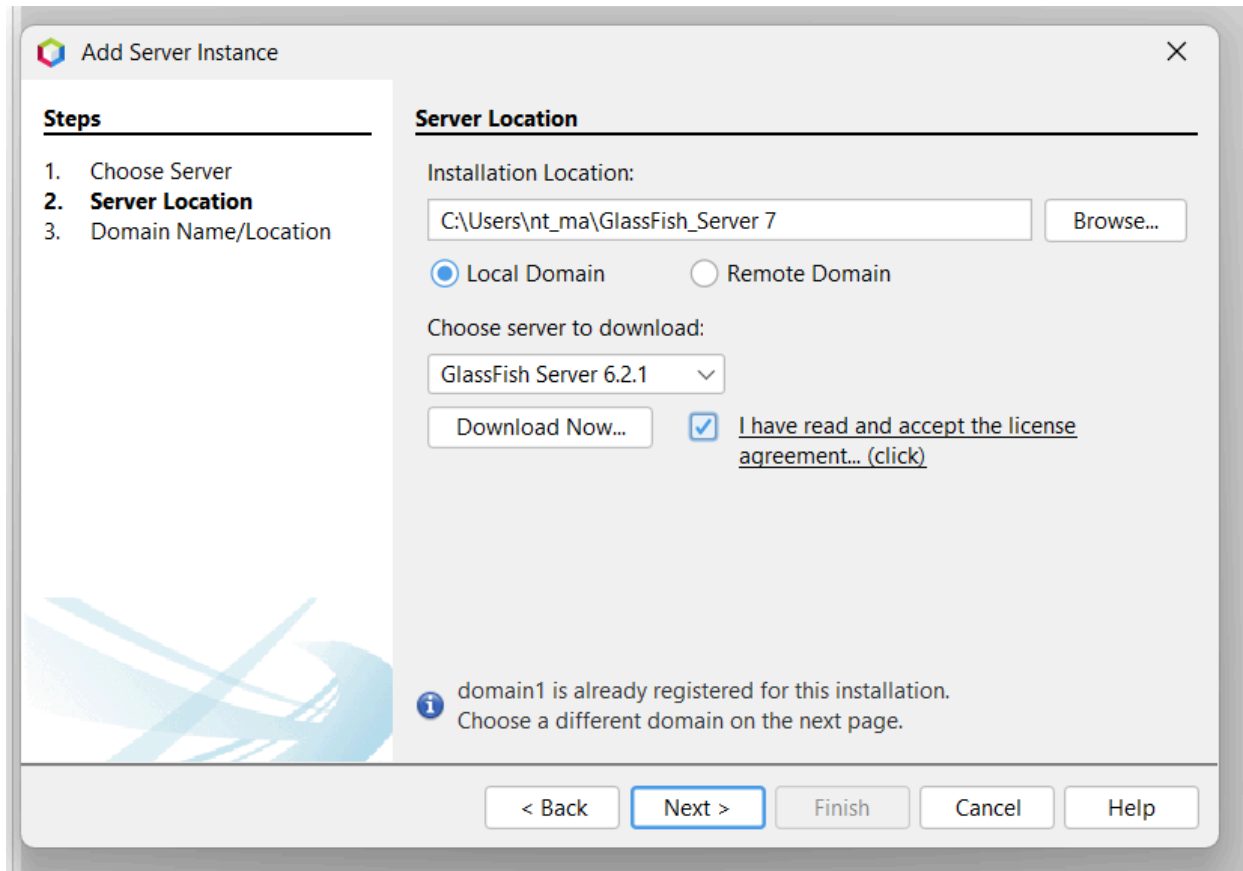 Add Server Instance
Steps
1. Choose Server
2. Server Location
3. Domain Name/Location
Server Location
Installation Location:
C:\Users\nt_ma\GlassFish_Server 7
Browse...
Local Domain
Remote Domain
Choose server to download:
GlassFish Server 6.2.1
Download Now...
I have read and accept the license
agreement... (click)
domain1 is already registered for this installation.
Choose a different domain on the next page.
< Back
Next >
Finish
Cancel
Help